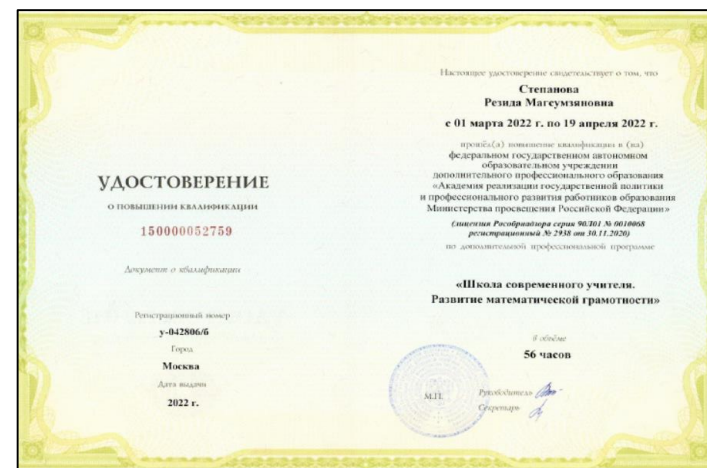 УДОСТОВЕРЕНИЕ
О ПОВЫШЕНИИ КВАЛИФИКАЦИИ
150000052759
Документ о квалификации
Регистрационный номер
у-042806/б
Город
Москва
Дата выдачи
2022 г.
Настоящее удостоверение свидетельствует о том, что
Степанова
Резида Магсумзяновна
с 01 марта 2022 г. по 19 апреля 2022 г.
прошёл(а) повышение квалификации в (на)
федеральном государственном автономном
образовательном учреждении
дополнительного профессионального образования
«Академия реализации государственной политики
и профессионального развития работников образования
Министерства просвещения Российской Федерации»
(лицензия Рособрнадзора серия 90Л01 № 0010068
регистрационный № 2938 от 30.11.2020)
по дополнительной профессиональной программе
«Школа современного учителя.
Развитие математической грамотности»
в объёме
56 часов
М.П.
Руководитель
Секретарь